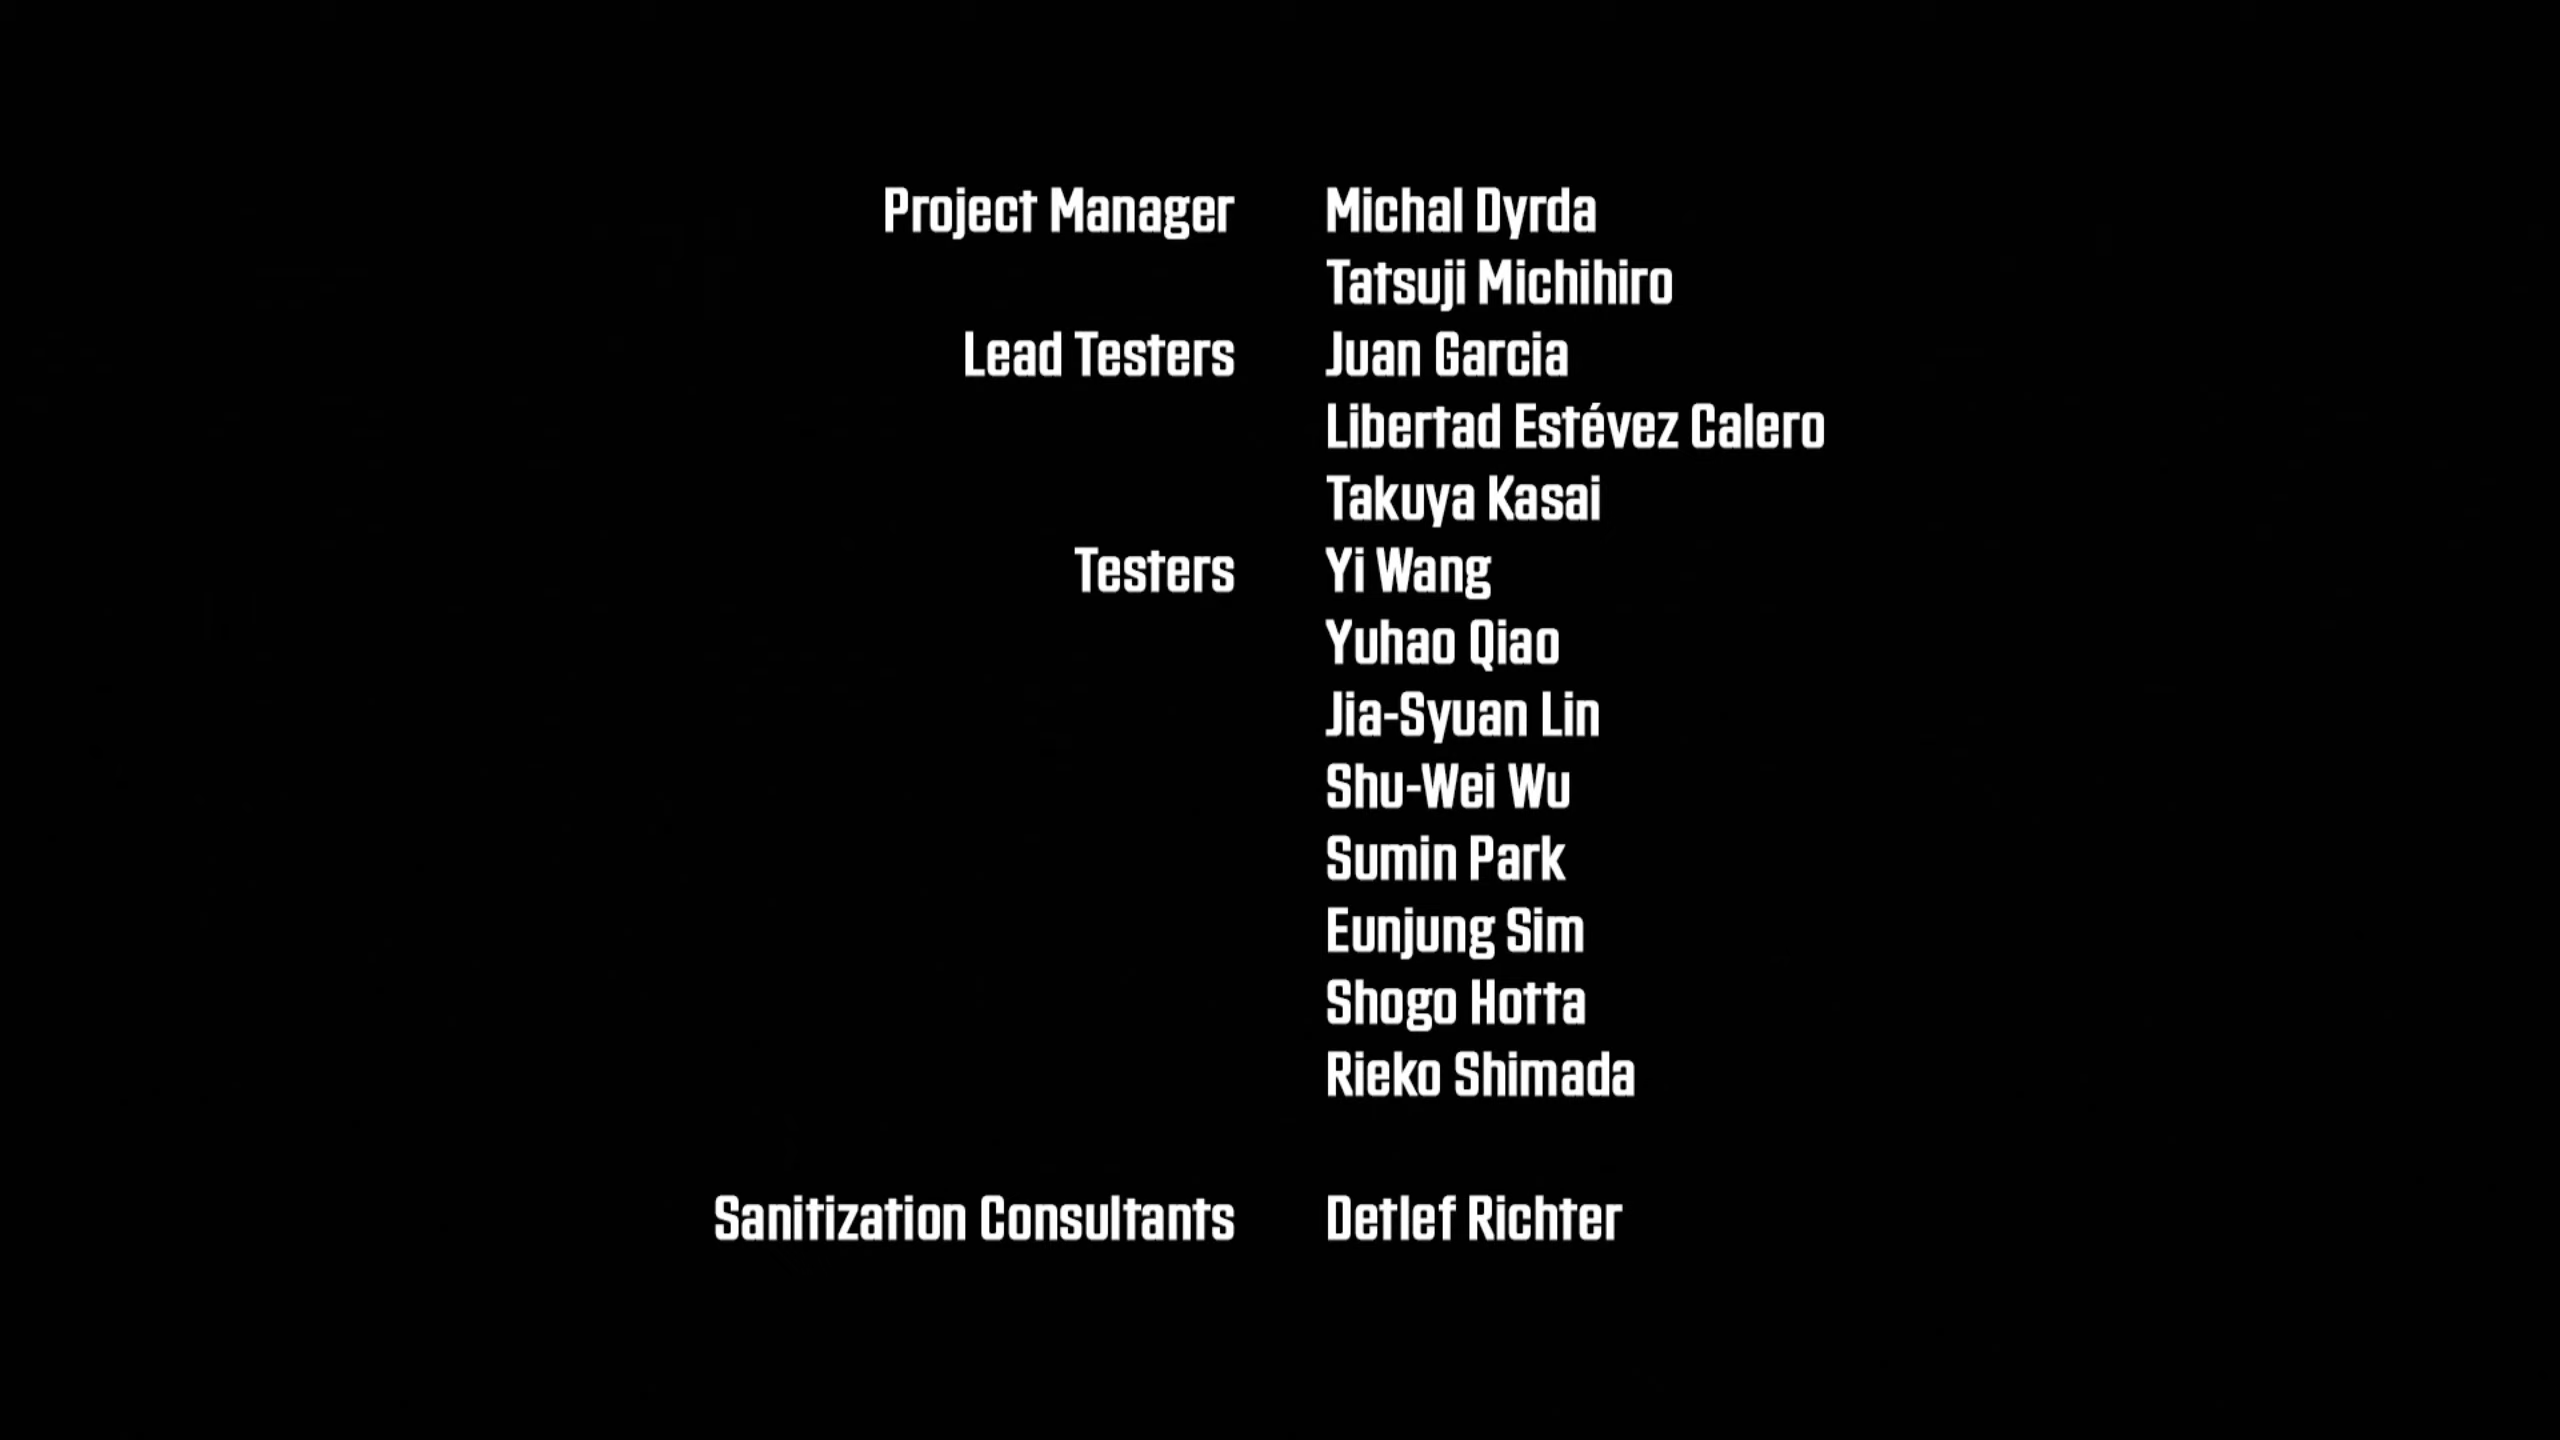 Project Manager Michal Dyrda
Tatsuji Michihiro
Lead Testers Juan Garcia
Libertad Estévez Calero
Takuya Kasai
Testers Yi Wang
Yuhao Qiao
Jia-Syuan Lin
Shu-Wei Wu
Sumin Park
Eunjung Sim
Shogo Hotta
Rieko Shimada
Sanitization Consultants Detlef Richter